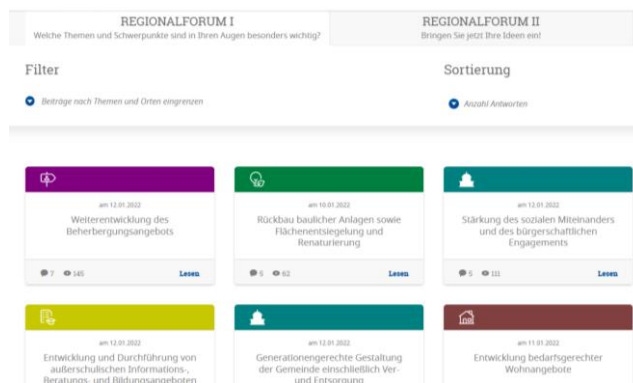 REGIONALFORUM I
Welche Themen und Schwerpunkte sind in Ihren Augen besonders wichtig?
REGIONALFORUM II
Bringen Sie jetzt Ihre Ideen ein!
Filter
Sortierung
Beiträge nach Themen und Orten eingrenzen
Anzahl Antworten
am 12.01.2022
Weiterentwicklung des
Beherbergungsangebots
7 145 Lesen
am 10.01.2022
Rückbau baulicher Anlagen sowie
Flächenentsiegelung und
Renaturierung
5 62 Lesen
am 12.01.2022
Stärkung des sozialen Miteinanders
und des bürgerschaftlichen
Engagements
5 111 Lesen
am 12.01.2022
Entwicklung und Durchführung von
außerschulischen Informations-,
Beratungs- und Bildungsangeboten
am 12.01.2022
Generationengerechte Gestaltung
der Gemeinde einschließlich Ver-
und Entsorgung
am 11.01.2022
Entwicklung bedarfsgerechter
Wohnangebote